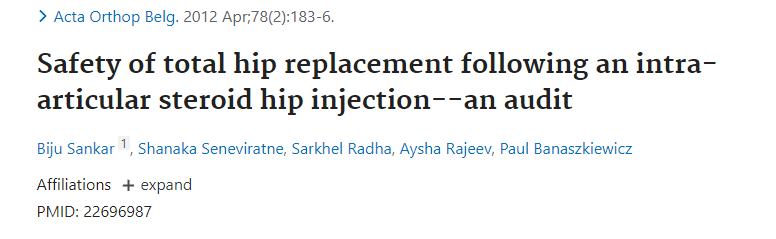 Acta Orthop Belg. 2012 Apr;78(2):183-6.
Safety of total hip replacement following an intra-
articular steroid hip injection--an audit
Biju Sankar 1, Shanaka Seneviratne, Sarkhel Radha, Aysha Rajeev, Paul Banaszkiewicz
Affiliations + expand
PMID: 22696987